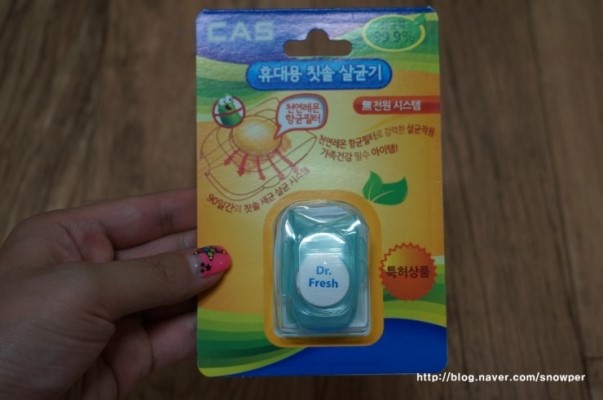 CAS
99.9%
휴대용 칫솔 살균기
無전원 시스템
천연레몬
항균필터
천연레몬 항균필터로 강력한 살균작용
가족건강 필수 아이템!
90일간의 칫솔 세균 살균 시스템
Dr.
Fresh
특허상품
http://blog.naver.com/snowper